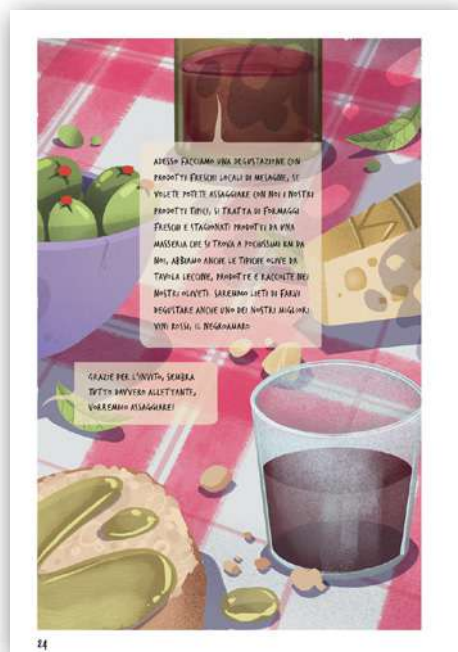 ADESSO FACCIAMO UNA DEGUSTAZIONE CON
PRODOTTI FRESCHI LOCALI DI MESAGNE, SE
VOLETE POTETE ASSAGGIARE CON NOI I NOSTRI
PRODOTTI TIPICI, SI TRATTA DI FORMAGGI
FRESCHI E STAGIONATI PRODOTTI DA UNA
MASSERIA CHE SI TROVA A POCHISSIMI KM DA
NOI, ABBIAMO ANCHE LE TIPICHE OLIVE DA
TAVOLA LECCINE, PRODOTTE E RACCOLTE NEI
NOSTRI OLIVETI. SAREMMO LIETI DI FARVI
DEGUSTARE ANCHE UNO DEI NOSTRI MIGLIORI
VINI ROSSI, IL NEGROAMARO
GRAZIE PER L'INVITO, SEMBRA
TUTTO DAVVERO ALLETTANTE,
VORREMMO ASSAGGIARE!
24